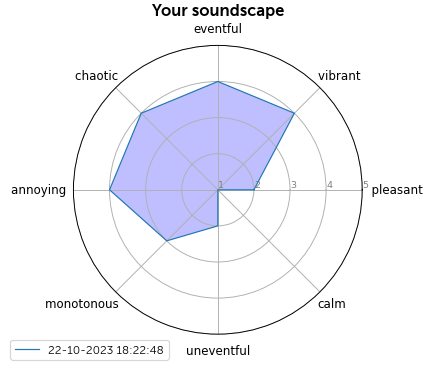 Your soundscape
eventful
chaotic
vibrant
annoying
1 2 3 4 5
pleasant
monotonous
calm
uneventful
22-10-2023 18:22:48